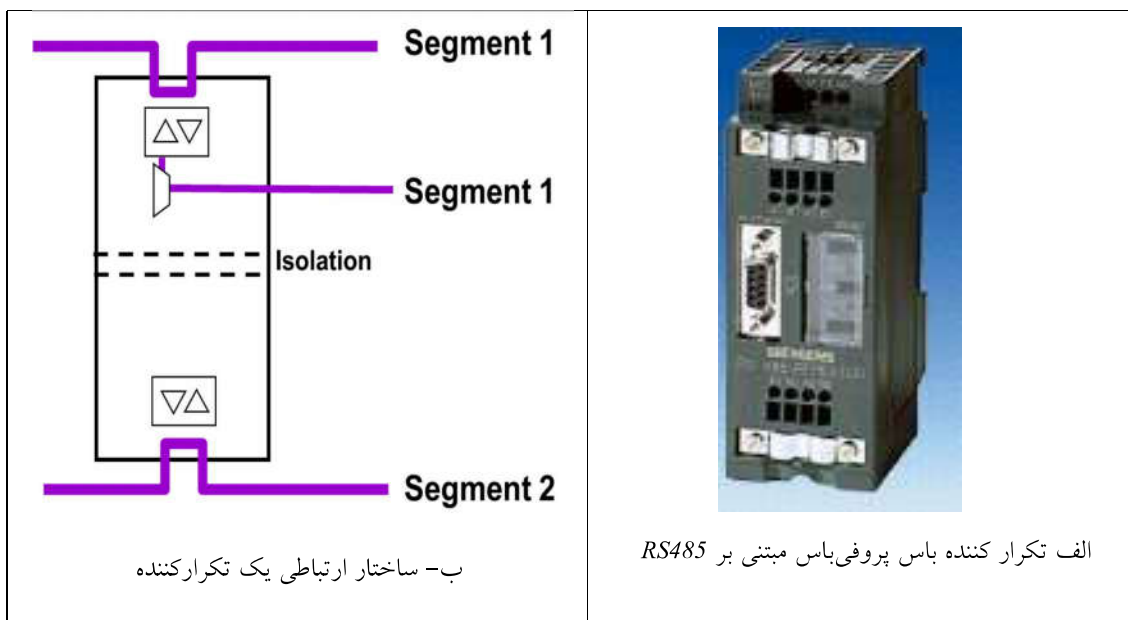 Segment 1
Segment 1
Isolation
Segment 2
ب- ساختار ارتباطی یک تکرارکننده
SIEMENS
الف تکرار کننده باس پروفی‌باس مبتنی بر RS485